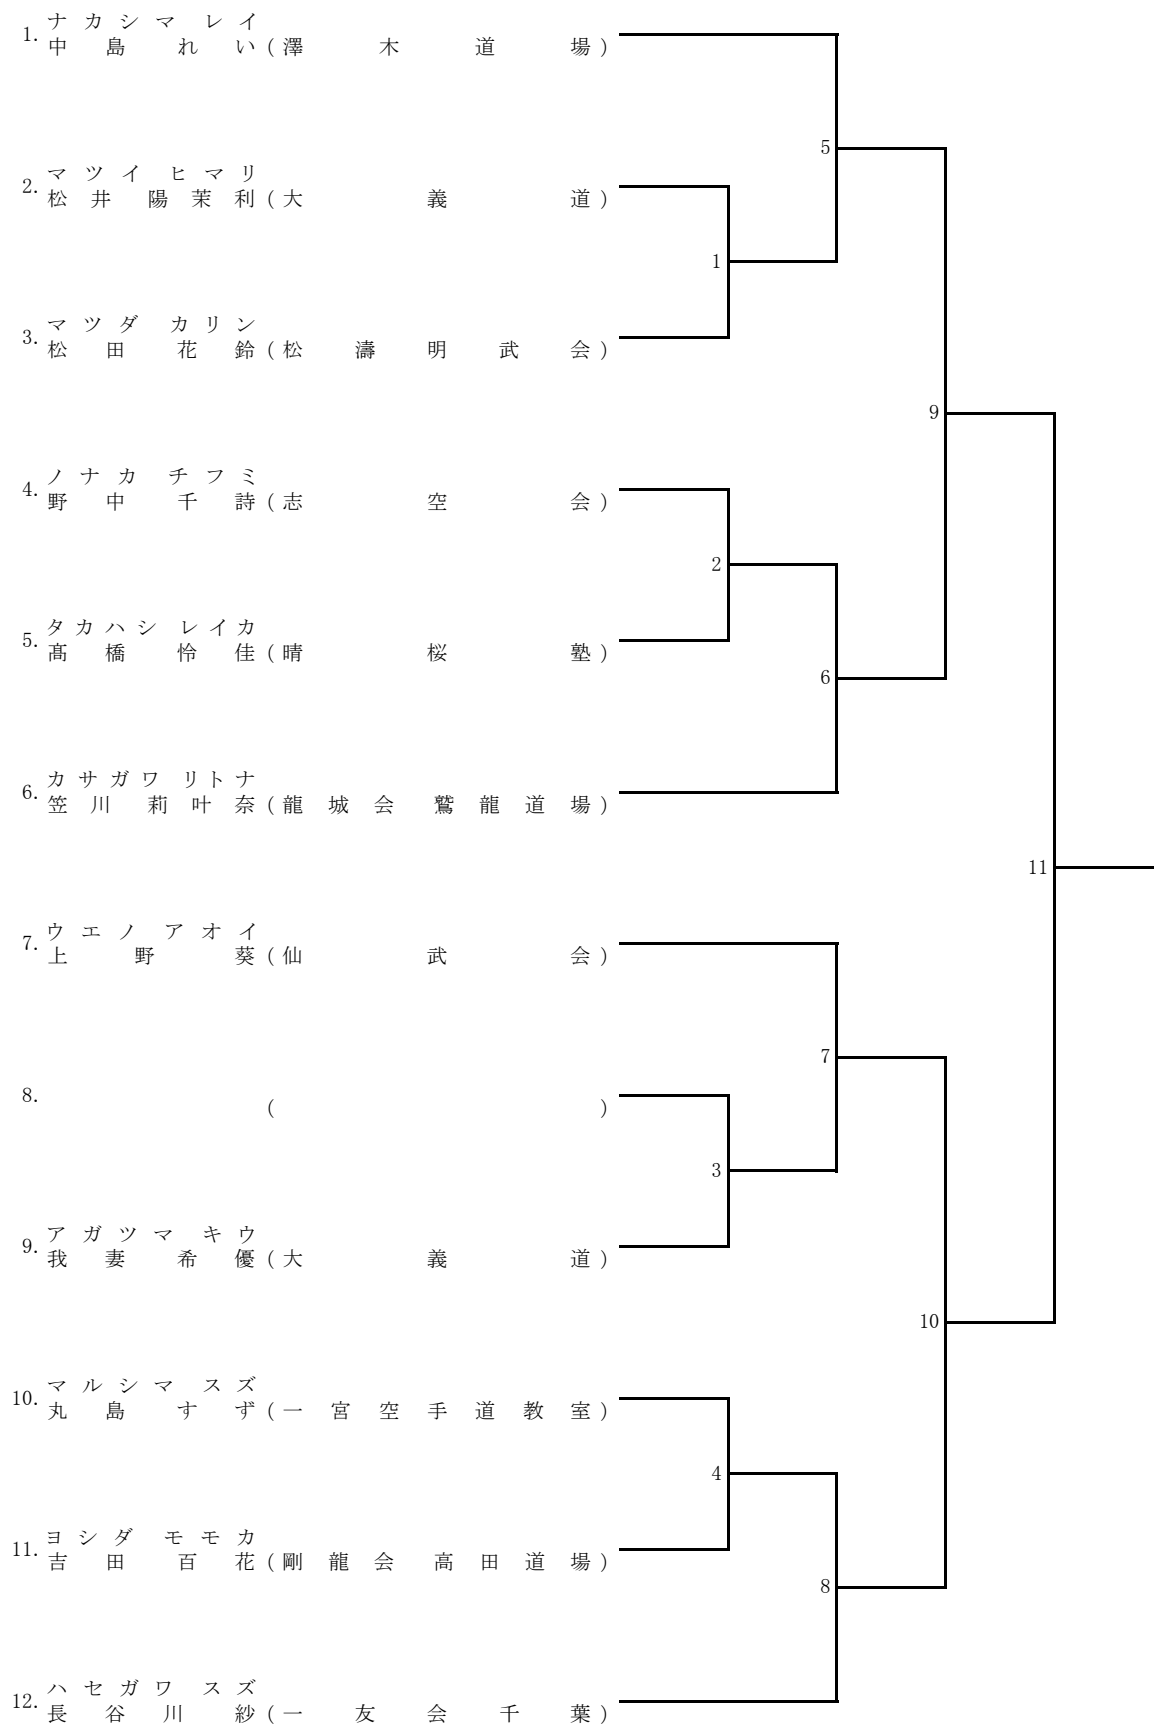 ナカシマ レイ
1. 中島 れい (澤木道場)
5
マツイ ヒマリ
2. 松井 陽茉利 (大義道)
1
マツダ カリン
3. 松田 花鈴 (松濤明武会)
9
ノナカ チフミ
4. 野中 千詩 (志空会)
2
タカハシ レイカ
5. 髙橋 怜佳 (晴桜塾)
6
カサガワ リトナ
6. 笠川 莉叶奈 (龍城会 鷲龍道場)
11
ウエノ アオイ
7. 上野 葵 (仙武会)
7
8. ( )
3
アガツマ キウ
9. 我妻 希優 (大義道)
10
マルシマ スズ
10. 丸島 すず (一宮空手道教室)
4
ヨシダ モモカ
11. 吉田 百花 (剛龍会 高田道場)
8
ハセガワ スズ
12. 長谷川 紗 (一友会千葉)